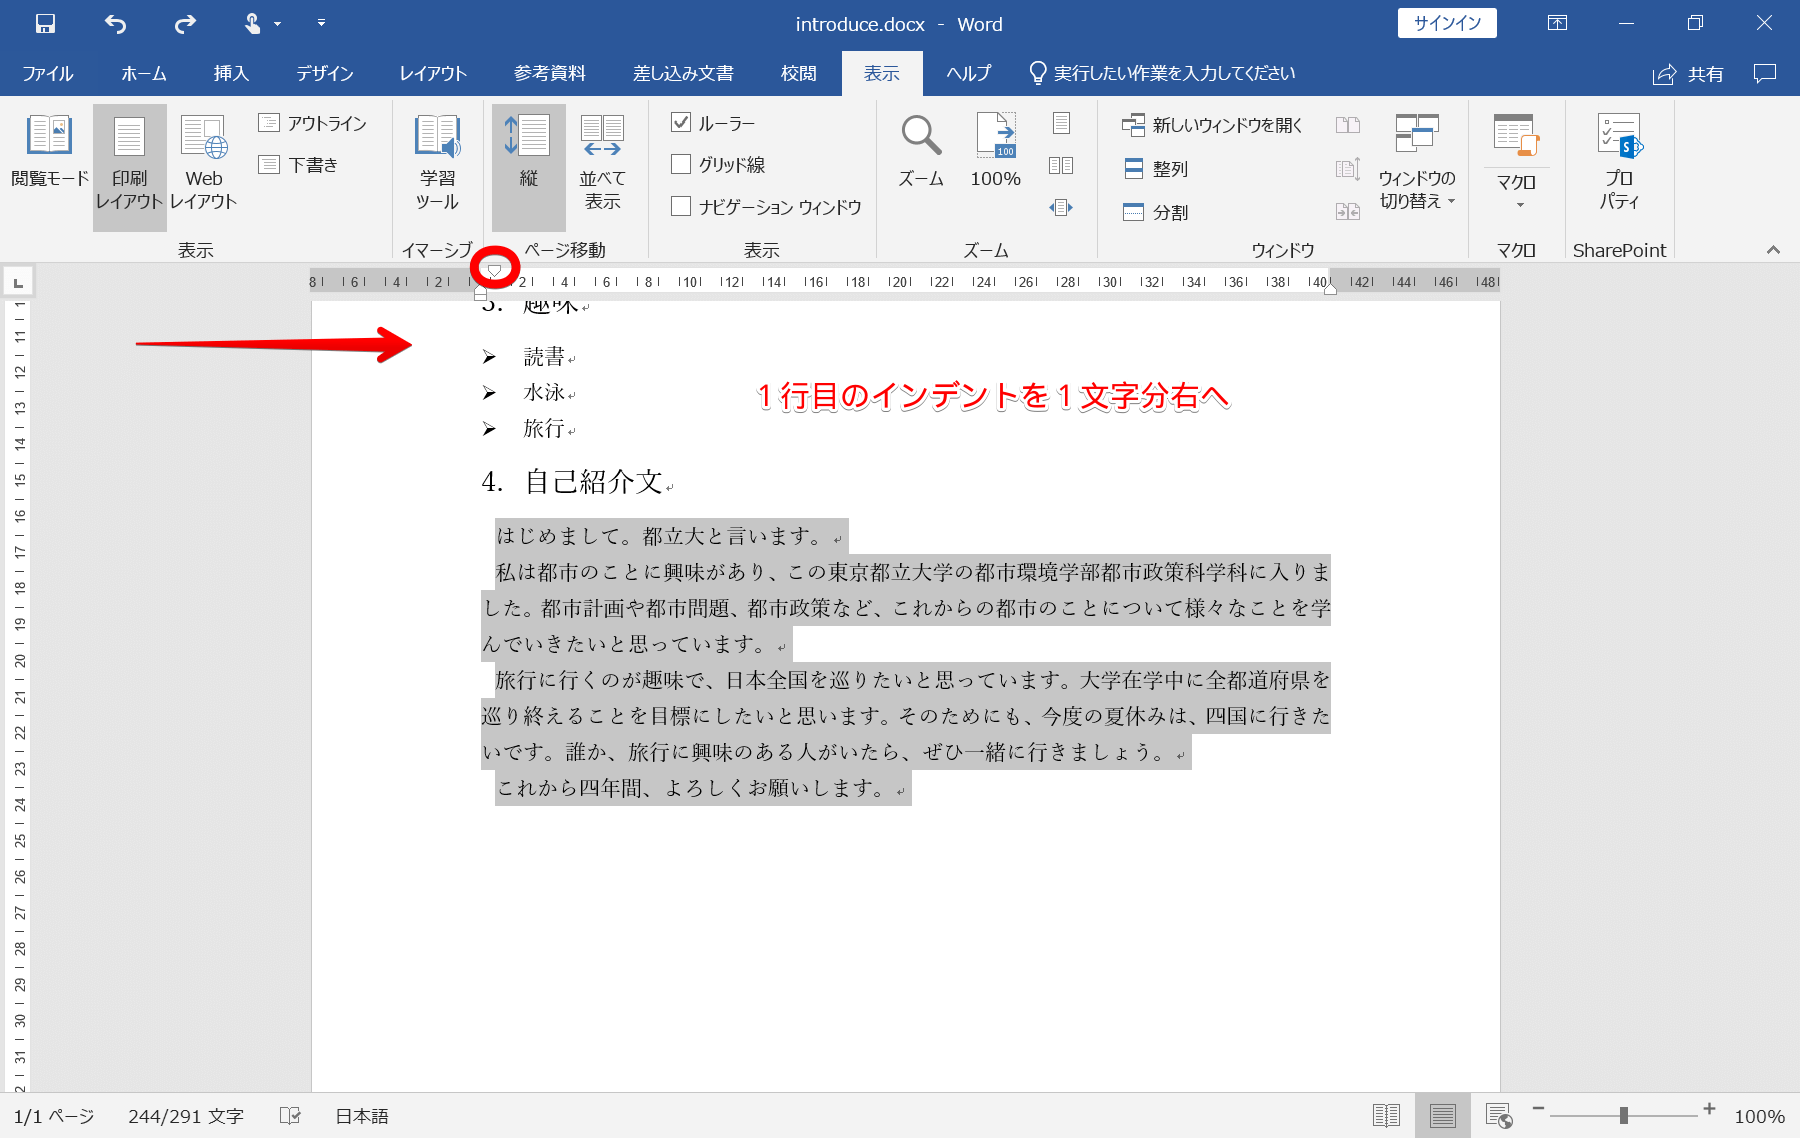 introduce.docx - Word
サインイン
ファイル ホーム 挿入 デザイン レイアウト 参考資料 差し込み文書 校閲 表示 ヘルプ 実行したい作業を入力してください 共有
閲覧モード
印刷
レイアウト
Web
レイアウト
アウトライン
下書き
表示
学習
ツール
イマーシブ
縦
並べて
表示
ページ移動
ルーラー
グリッド線
ナビゲーション ウィンドウ
表示
ズーム
100
100%
ズーム
新しいウィンドウを開く
整列
分割
ウィンドウの
切り替え
ウィンドウ
マクロ
マクロ
プロ
パティ
SharePoint
8 6 4 2 2 4 6 8 10 12 14 16 18 20 22 24 26 28 30 32 34 36 38 40 42 44 46 48
3. 趣味
読書
水泳
旅行
1行目のインデントを1文字分右へ
4. 自己紹介文
はじめまして。都立大と言います。
私は都市のことに興味があり、この東京都立大学の都市環境学部都市政策科学科に入りま
した。都市計画や都市問題、都市政策など、これからの都市のことについて様々なことを学
んでいきたいと思っています。
旅行に行くのが趣味で、日本全国を巡りたいと思っています。大学在学中に全都道府県を
巡り終えることを目標にしたいと思います。そのためにも、今度の夏休みは、四国に行きた
いです。誰か、旅行に興味のある人がいたら、ぜひ一緒に行きましょう。
これから四年間、よろしくお願いします。
11
12
13
14
15
16
17
18
19
20
21
22
23
24
25
26
27
28
29
30
31
1/1 ページ 244/291 文字 日本語 100%